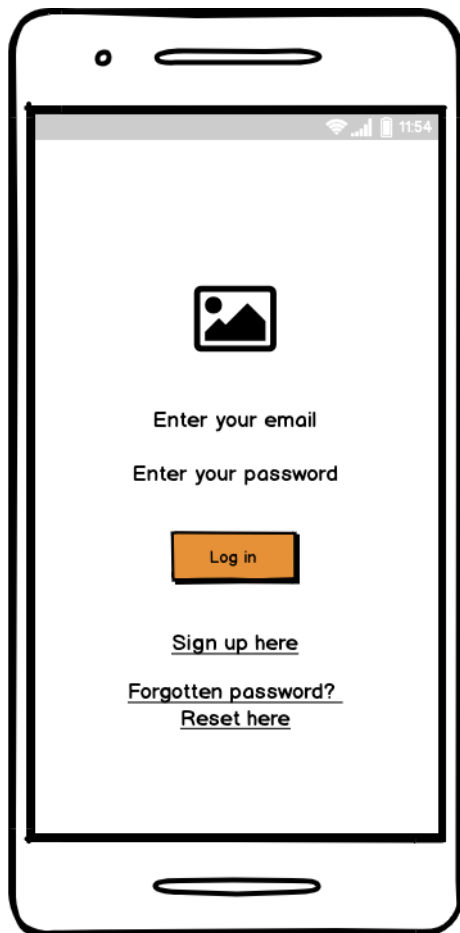 11:54
Enter your email
Enter your password
Log in
Sign up here
Forgotten password?
Reset here